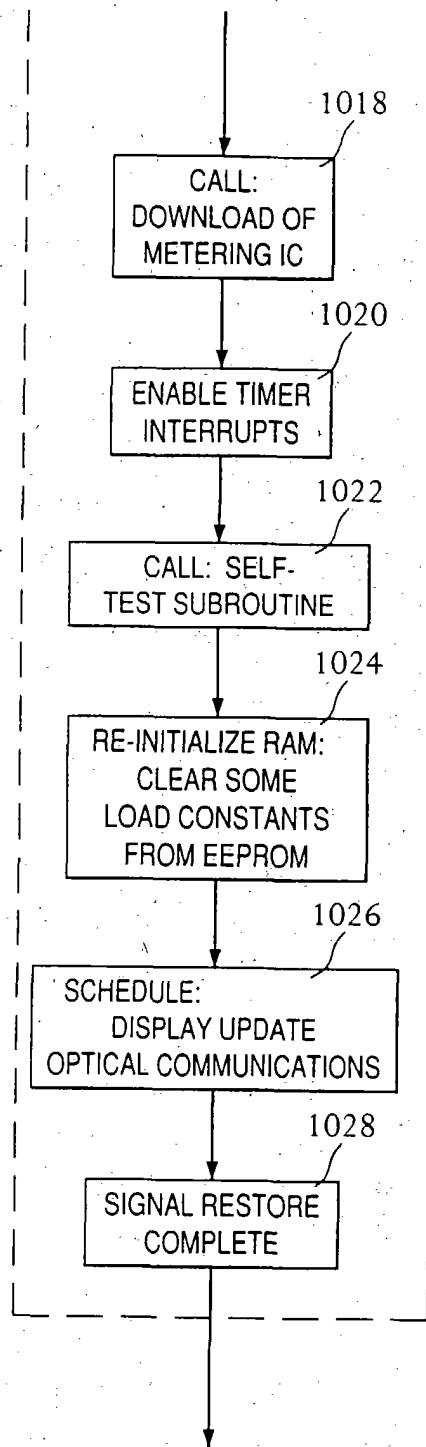 1018
CALL:
DOWNLOAD OF
METERING IC
1020
ENABLE TIMER
INTERRUPTS
1022
CALL: SELF-
TEST SUBROUTINE
1024
RE-INITIALIZE RAM:
CLEAR SOME
LOAD CONSTANTS
FROM EEPROM
1026
SCHEDULE:
DISPLAY UPDATE
OPTICAL COMMUNICATIONS
1028
SIGNAL RESTORE
COMPLETE